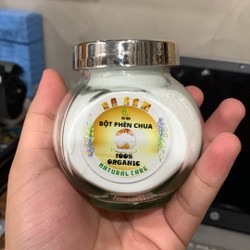 BỘT PHÈN CHUA
100%
ORGANIC
NATURAL CARE